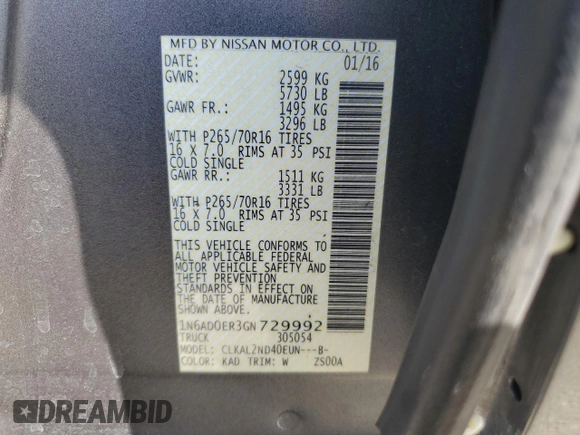 MFD BY NISSAN MOTOR CO., LTD.
DATE: 01/16
GVWR: 2599 KG
5730 LB
GAWR FR.: 1495 KG
3296 LB
WITH P265/70R16 TIRES
16 X 7.0 RIMS AT 35 PSI
COLD SINGLE
GAWR RR.: 1511 KG
3331 LB
WITH P265/70R16 TIRES
16 X 7.0 RIMS AT 35 PSI
COLD SINGLE
THIS VEHICLE CONFORMS TO
ALL APPLICABLE FEDERAL
MOTOR VEHICLE SAFETY AND
THEFT PREVENTION
STANDARDS IN EFFECT ON
THE DATE OF MANUFACTURE
SHOWN ABOVE.
1N6AD0ER3GN729992
TRUCK 305054
MODEL: CLKAL2ND40EUN---B-
COLOR: KAD TRIM: W ZS00A
DREAMBID